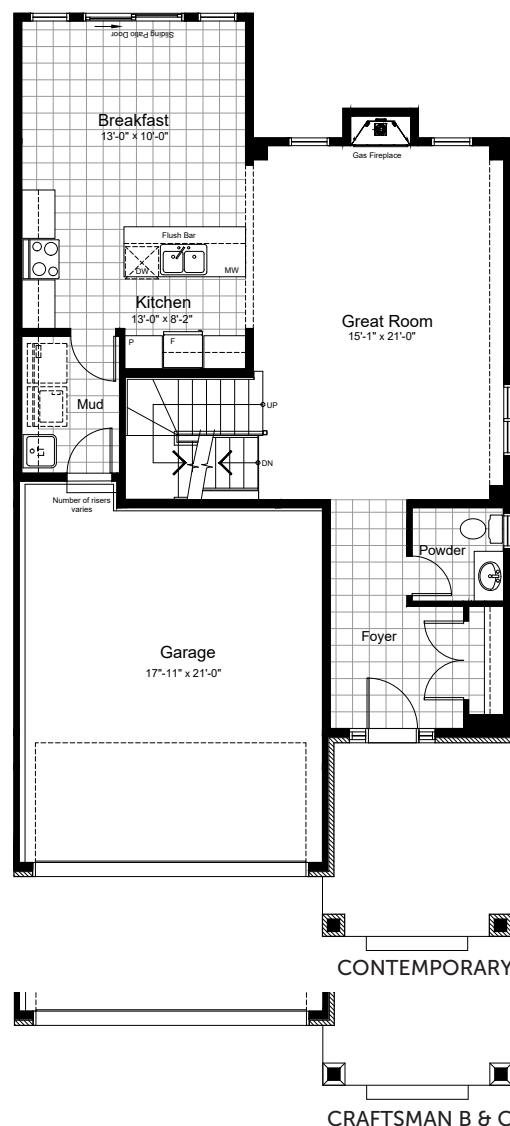 Sliding Patio Door
Breakfast
13'-0" x 10'-0"
Gas Fireplace
Flush Bar
DW
MW
Kitchen
13'-0" x 8'-2"
P
F
Great Room
15'-1" x 21'-0"
Mud
UP
LT
DN
Number of risers
varies
Powder
Foyer
Garage
17"-11" x 21'-0"
CONTEMPORARY
CRAFTSMAN B & C